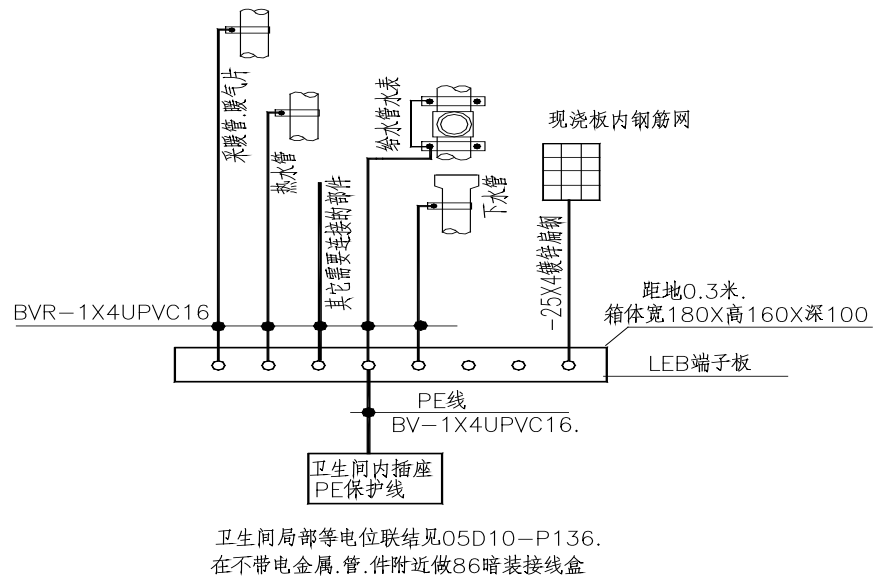 采暖管.暖气片
热水管
其它需要连接的部件
给水管水表
下水管
现浇板内钢筋网
-25X4镀锌扁钢
距地0.3米.
箱体宽180X高160X深100
BVR-1X4UPVC16
LEB端子板
PE线
BV-1X4UPVC16.
卫生间内插座
PE保护线
卫生间局部等电位联结见05D10-P136.
在不带电金属.管.件附近做86暗装接线盒